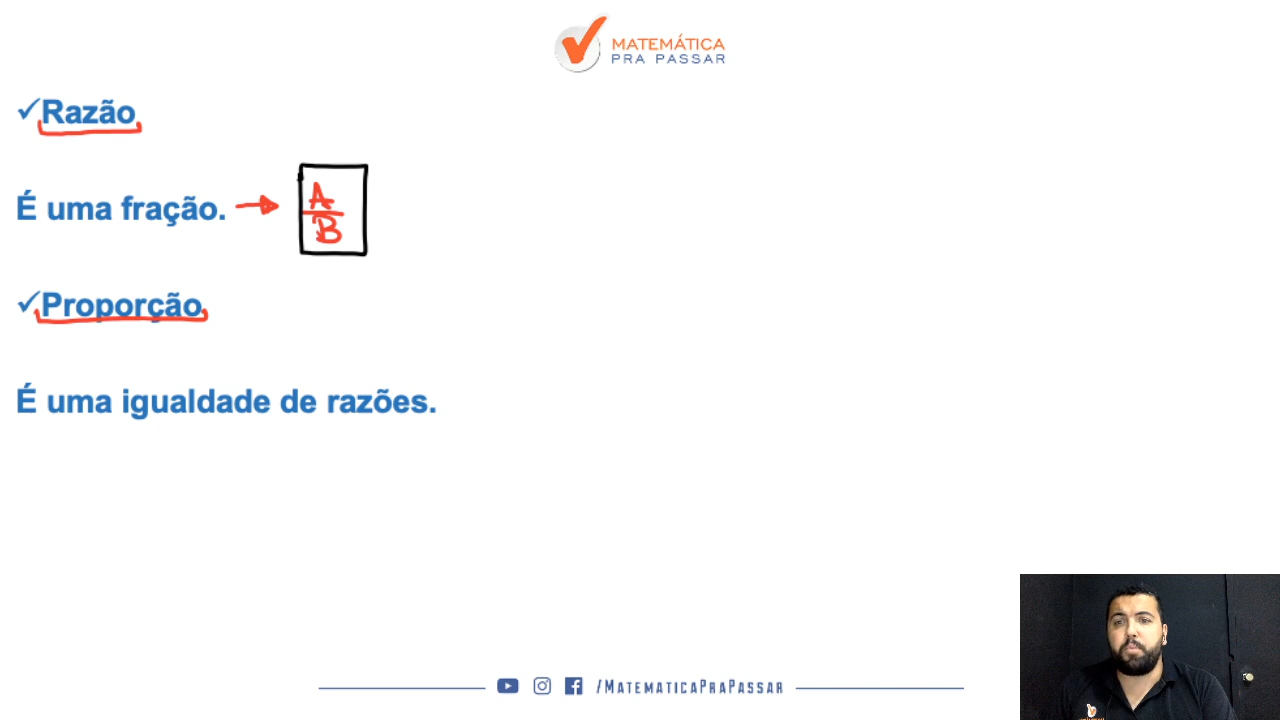 MATEMÁTICA
PRA PASSAR
✓Razão
É uma fração. → A
B
✓Proporção
É uma igualdade de razões.
/MATEMATICAPRAPASSAR